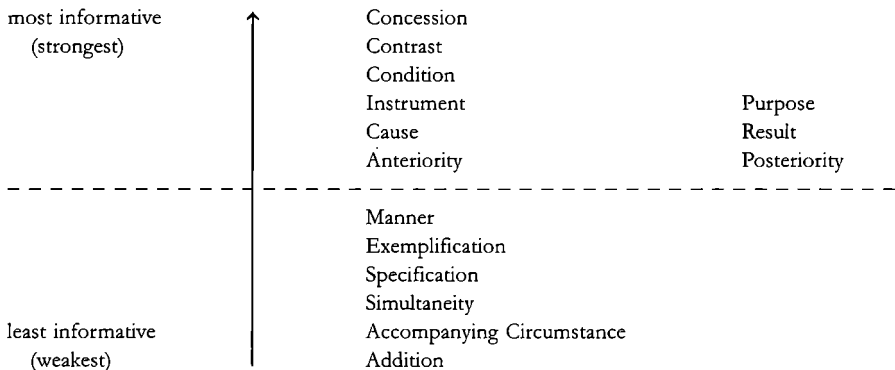 most informative Concession
(strongest) Contrast
Condition
Instrument Purpose
Cause Result
Anteriority Posteriority
Manner
Exemplification
Specification
Simultaneity
least informative Accompanying Circumstance
(weakest) Addition